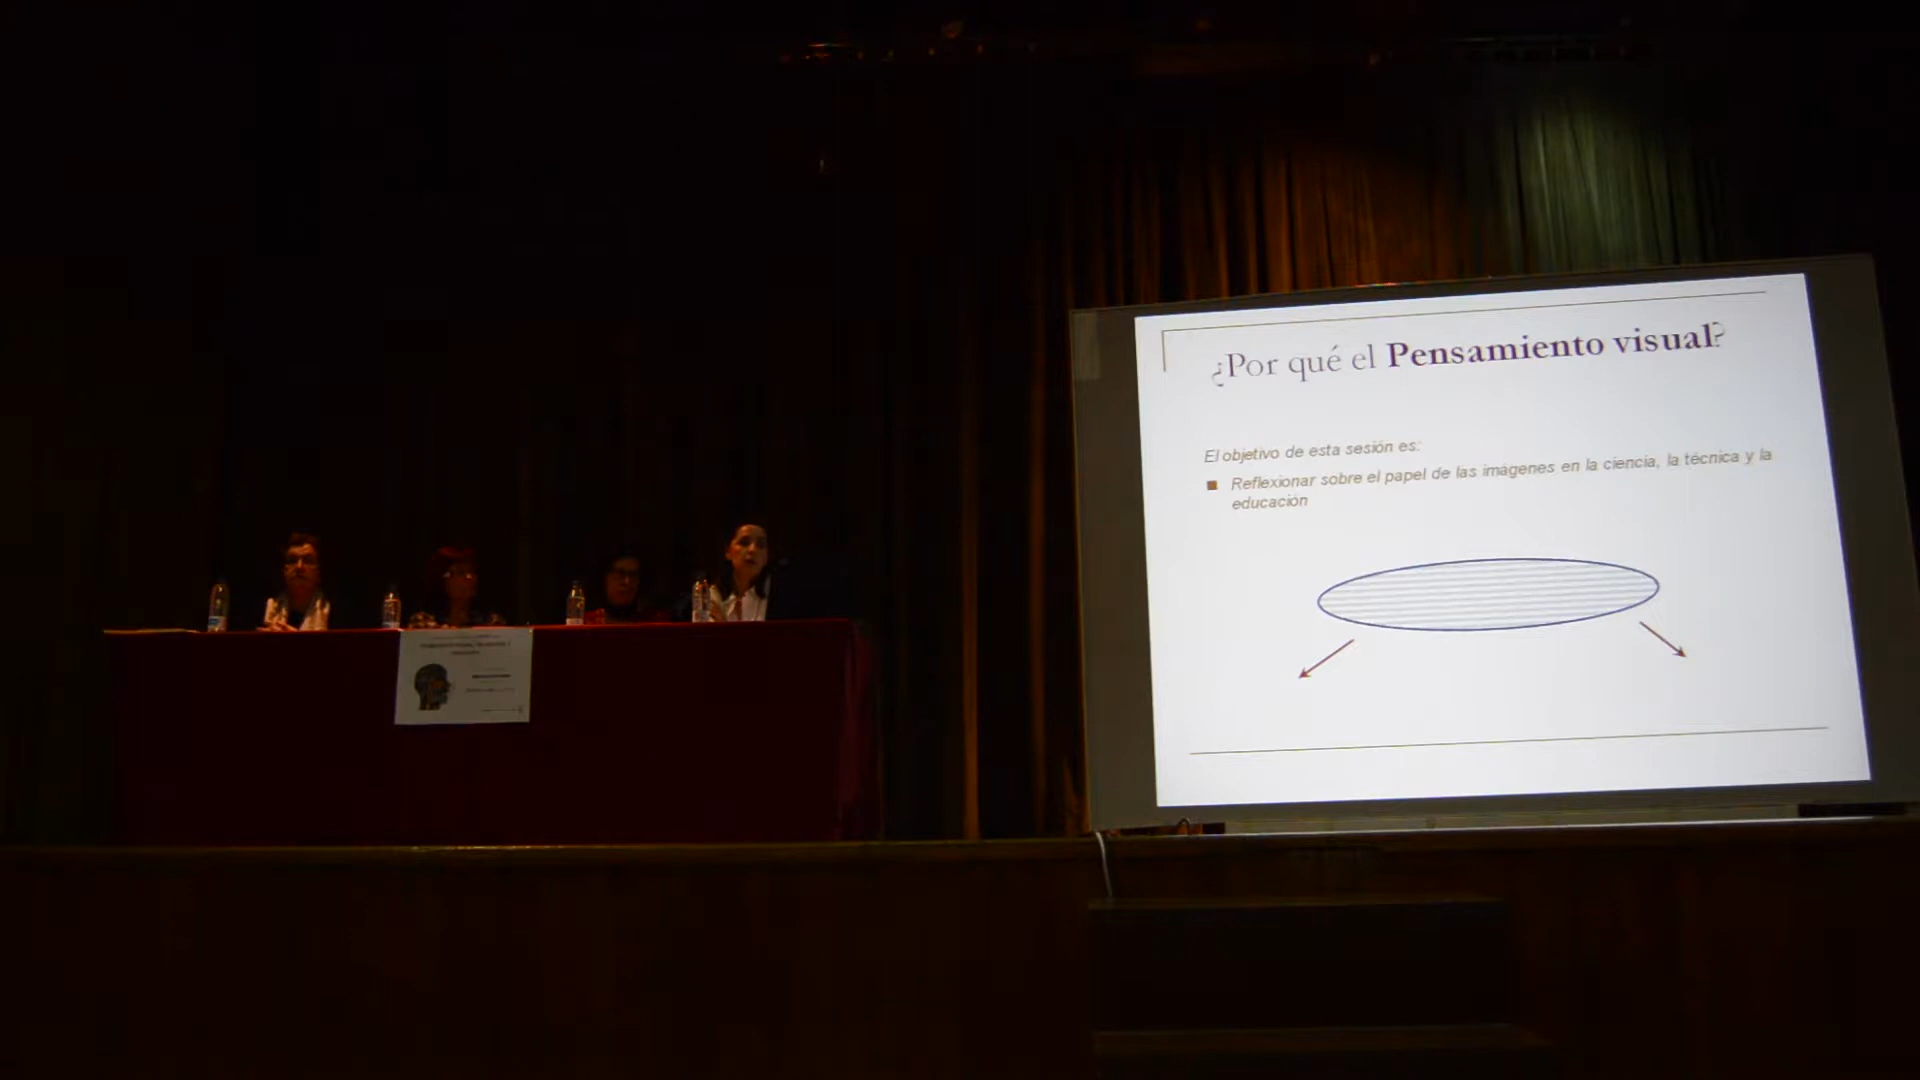 ¿Por qué el Pensamiento visual?
El objetivo de esta sesión es:
Reflexionar sobre el papel de las imágenes en la ciencia, la técnica y la
educación